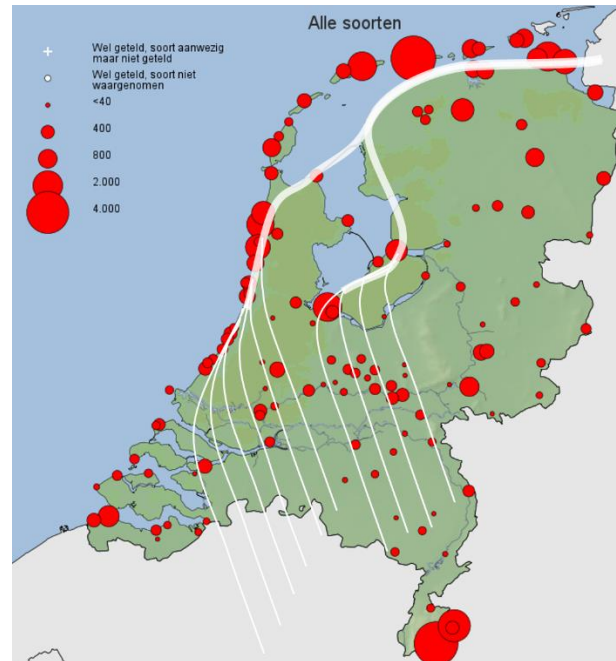 Alle soorten
Wel geteld, soort aanwezig
maar niet geteld
Wel geteld, soort niet
waargenomen
<40
400
800
2.000
4.000